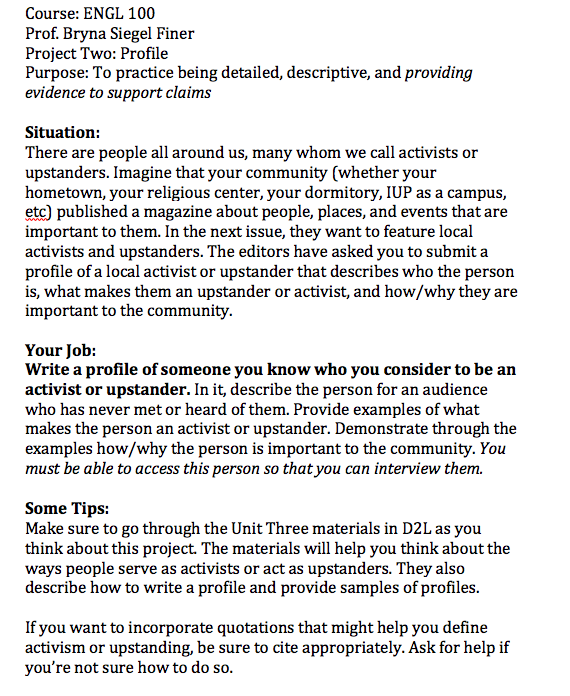 Course: ENGL 100
Prof. Bryna Siegel Finer
Project Two: Profile
Purpose: To practice being detailed, descriptive, and providing
evidence to support claims
Situation:
There are people all around us, many whom we call activists or
upstanders. Imagine that your community (whether your
hometown, your religious center, your dormitory, IUP as a campus,
etc) published a magazine about people, places, and events that are
important to them. In the next issue, they want to feature local
activists and upstanders. The editors have asked you to submit a
profile of a local activist or upstander that describes who the person
is, what makes them an upstander or activist, and how/why they are
important to the community.
Your Job:
Write a profile of someone you know who you consider to be an
activist or upstander. In it, describe the person for an audience
who has never met or heard of them. Provide examples of what
makes the person an activist or upstander. Demonstrate through the
examples how/why the person is important to the community. You
must be able to access this person so that you can interview them.
Some Tips:
Make sure to go through the Unit Three materials in D2L as you
think about this project. The materials will help you think about the
ways people serve as activists or act as upstanders. They also
describe how to write a profile and provide samples of profiles.
If you want to incorporate quotations that might help you define
activism or upstanding, be sure to cite appropriately. Ask for help if
you're not sure how to do so.